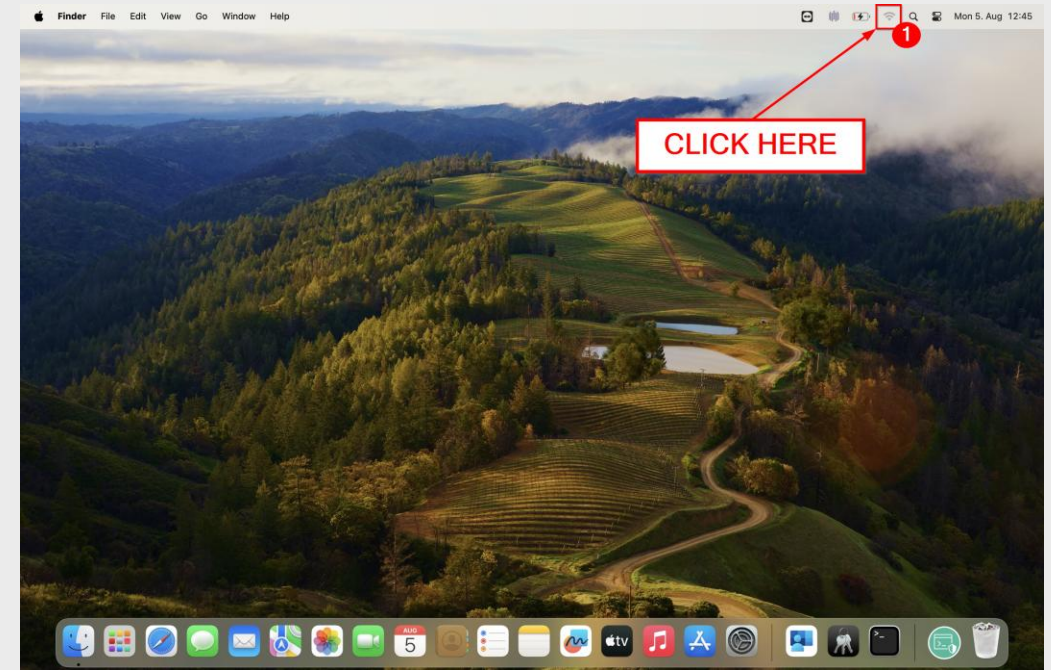 Finder File Edit View Go Window Help Mon 5. Aug 12:45
1
CLICK HERE
AUG
5
tv
>_